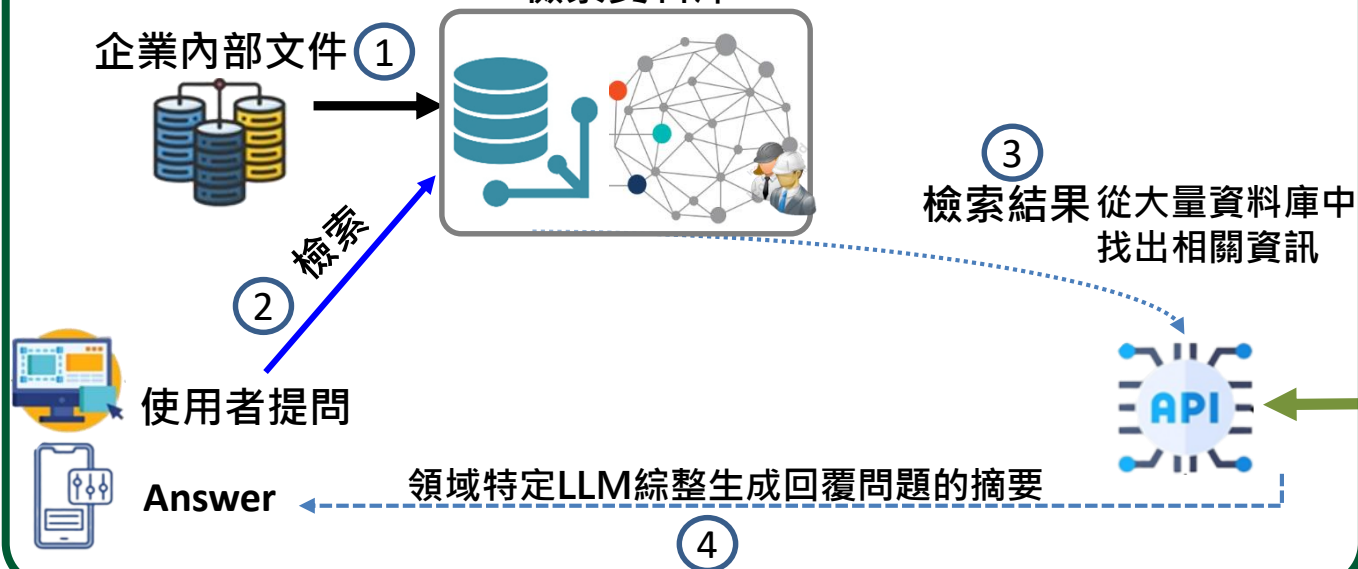 企業內部文件
1
2
檢索
3
檢索結果
從大量資料庫中
找出相關資訊
使用者提問
API
Answer
領域特定LLM綜整生成回覆問題的摘要
4